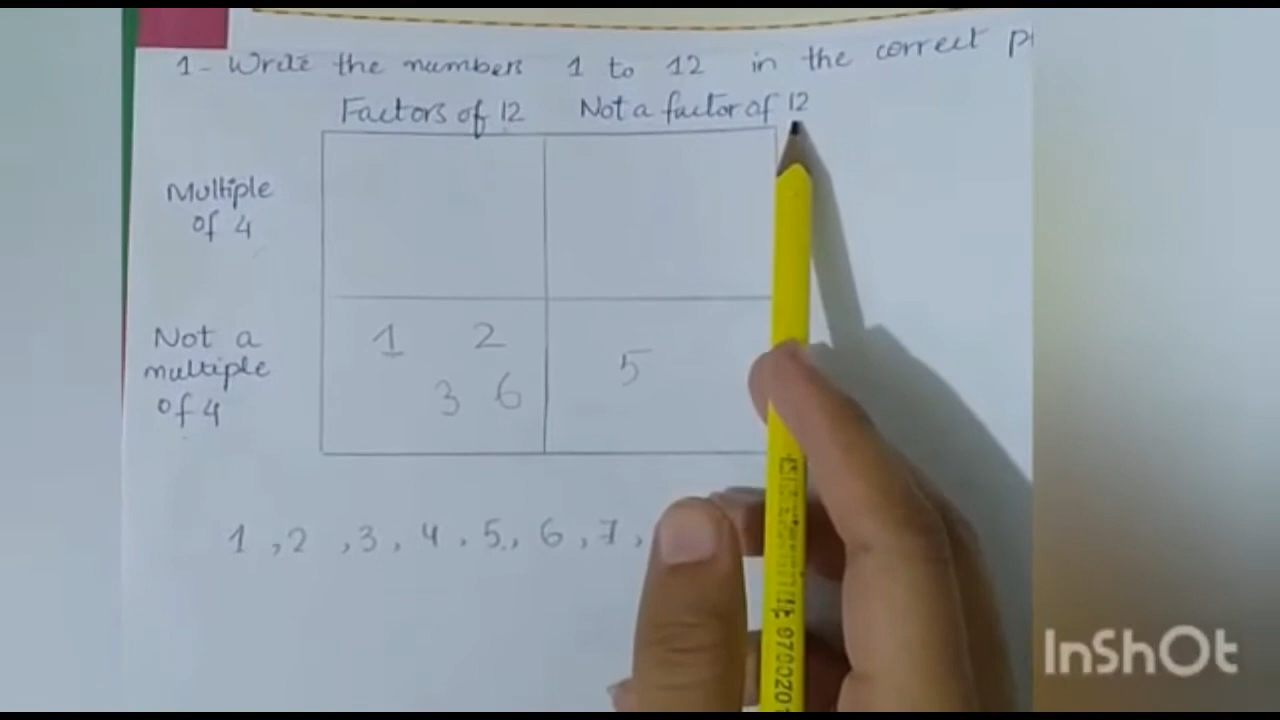 1- Write the numbers 1 to 12 in the correct
Factors of 12 Not a factor of 12
Multiple
of 4
Not a
multiple
of 4
1 2
3 6
5
1 , 2 , 3 , 4 , 5 , 6 , 7 ,
InShOt